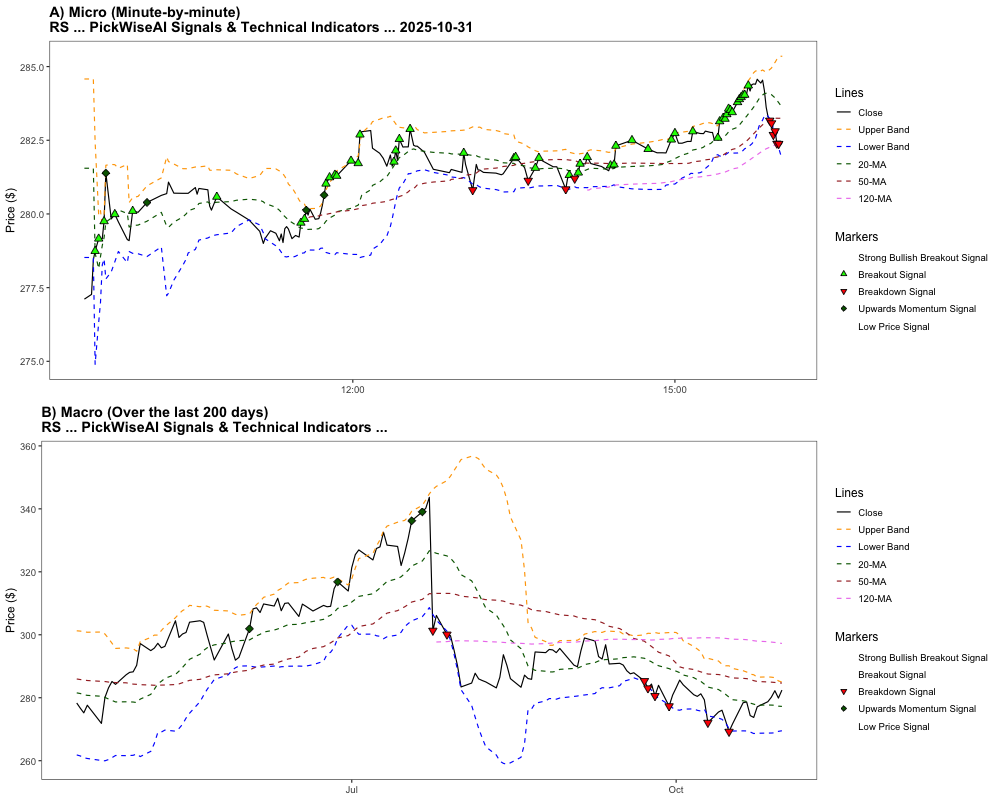 A) Micro (Minute-by-minute)
RS ... PickWiseAI Signals & Technical Indicators ... 2025-10-31
285.0
282.5
280.0
277.5
275.0
Price ($)
12:00
15:00
Lines
Close
Upper Band
Lower Band
20-MA
50-MA
120-MA
Markers
Strong Bullish Breakout Signal
Breakout Signal
Breakdown Signal
Upwards Momentum Signal
Low Price Signal
B) Macro (Over the last 200 days)
RS ... PickWiseAI Signals & Technical Indicators ...
360
340
320
300
280
260
Price ($)
Jul
Oct
Lines
Close
Upper Band
Lower Band
20-MA
50-MA
120-MA
Markers
Strong Bullish Breakout Signal
Breakout Signal
Breakdown Signal
Upwards Momentum Signal
Low Price Signal